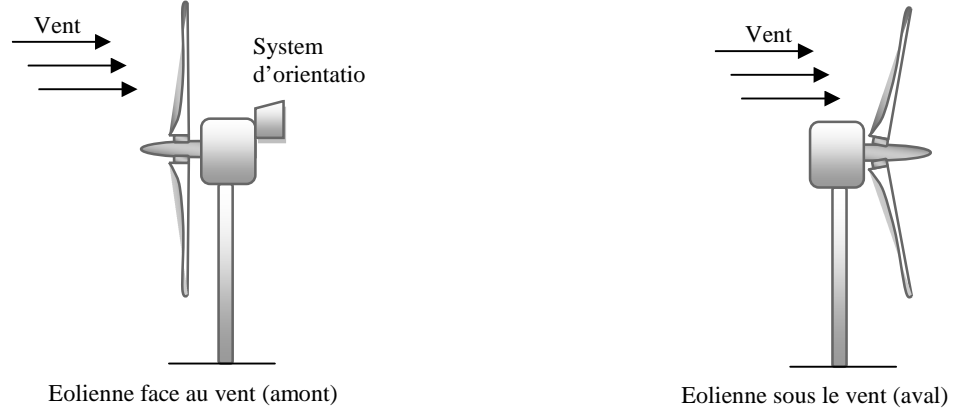 Vent
System
d'orientatio
Vent
Eolienne face au vent (amont)
Eolienne sous le vent (aval)